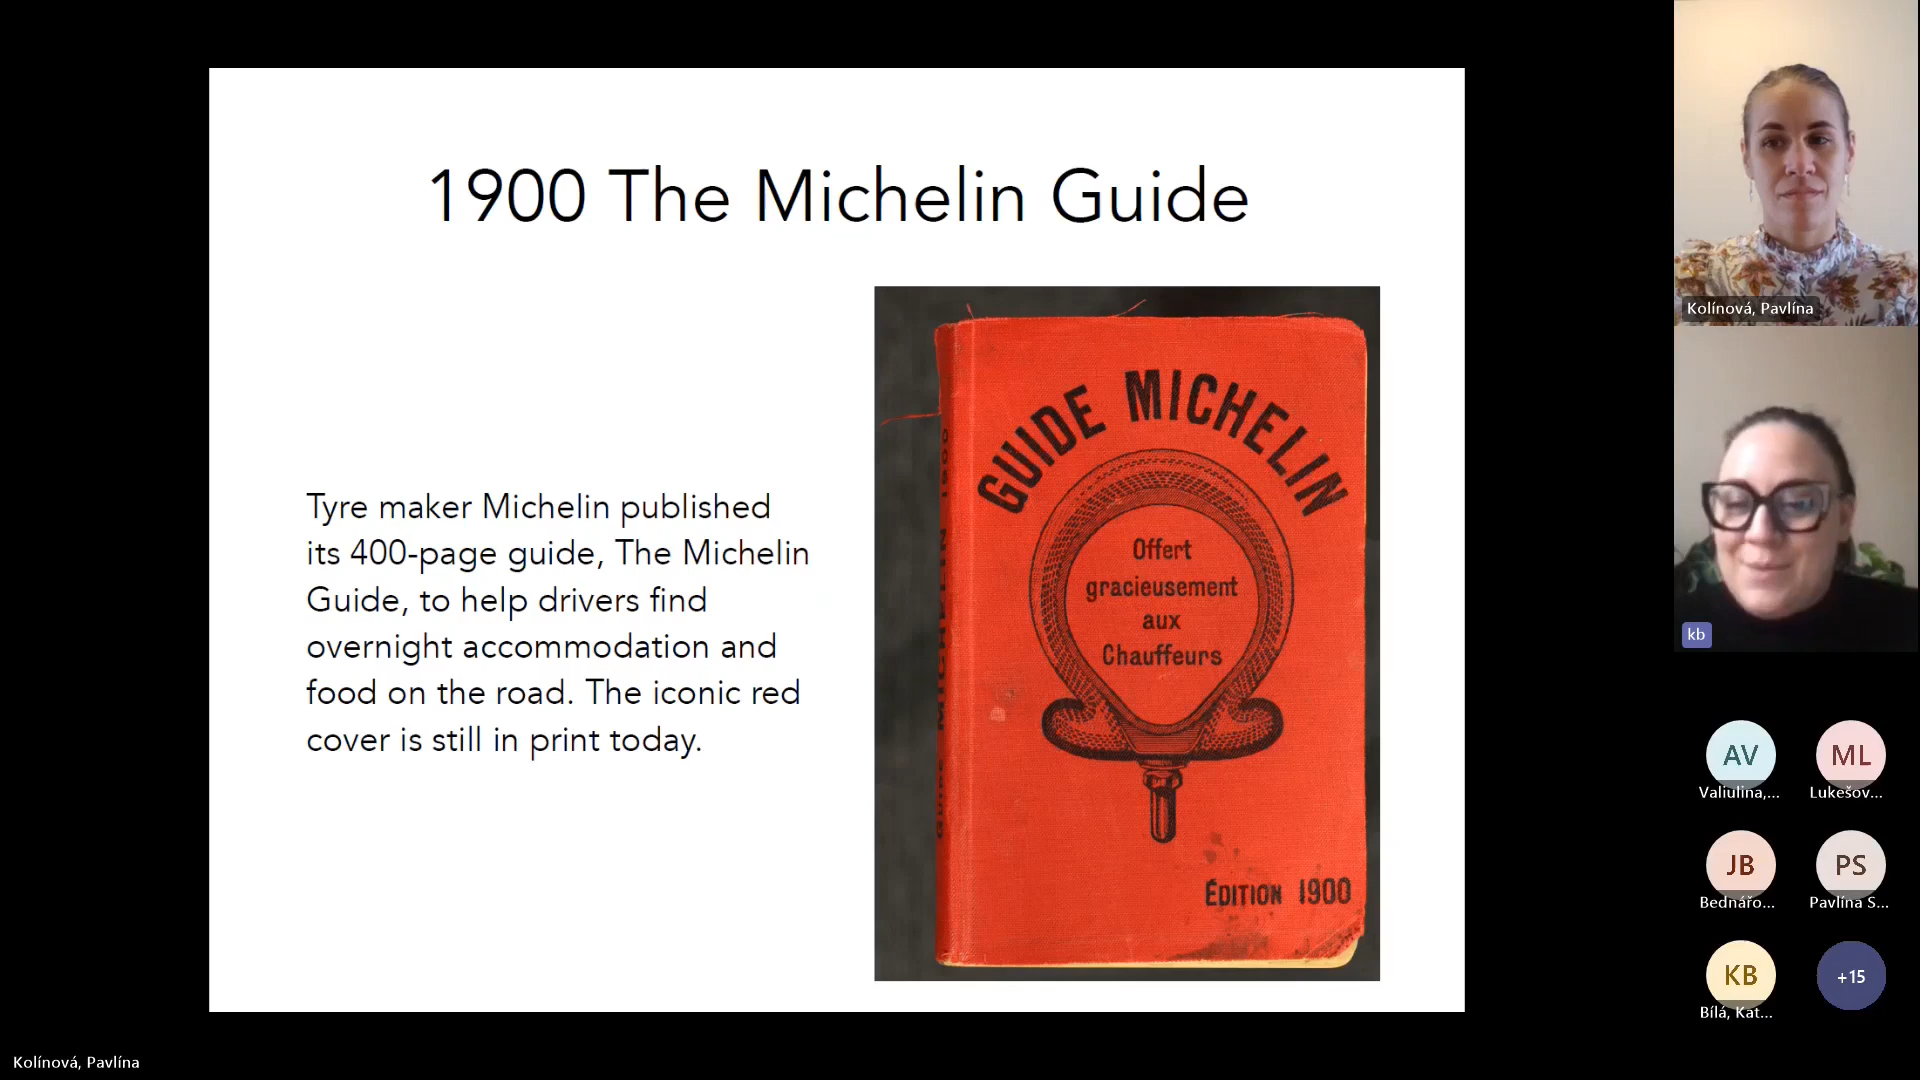 1900 The Michelin Guide
Tyre maker Michelin published
its 400-page guide, The Michelin
Guide, to help drivers find
overnight accommodation and
food on the road. The iconic red
cover is still in print today.
GUIDE MICHELIN
Offert
gracieusement
aux
Chauffeurs
ÉDITION 1900
GUIDE MICHELIN 1900
Kolínová, Pavlína
kb
AV
Valiulina,...
ML
Lukešov...
JB
Bednářo...
PS
Pavlína S...
KB
Bílá, Kat...
+15
Kolínová, Pavlína